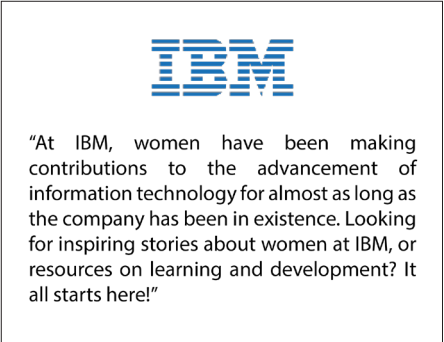 IBM
“At IBM, women have been making
contributions to the advancement of
information technology for almost as long as
the company has been in existence. Looking
for inspiring stories about women at IBM, or
resources on learning and development? It
all starts here!”